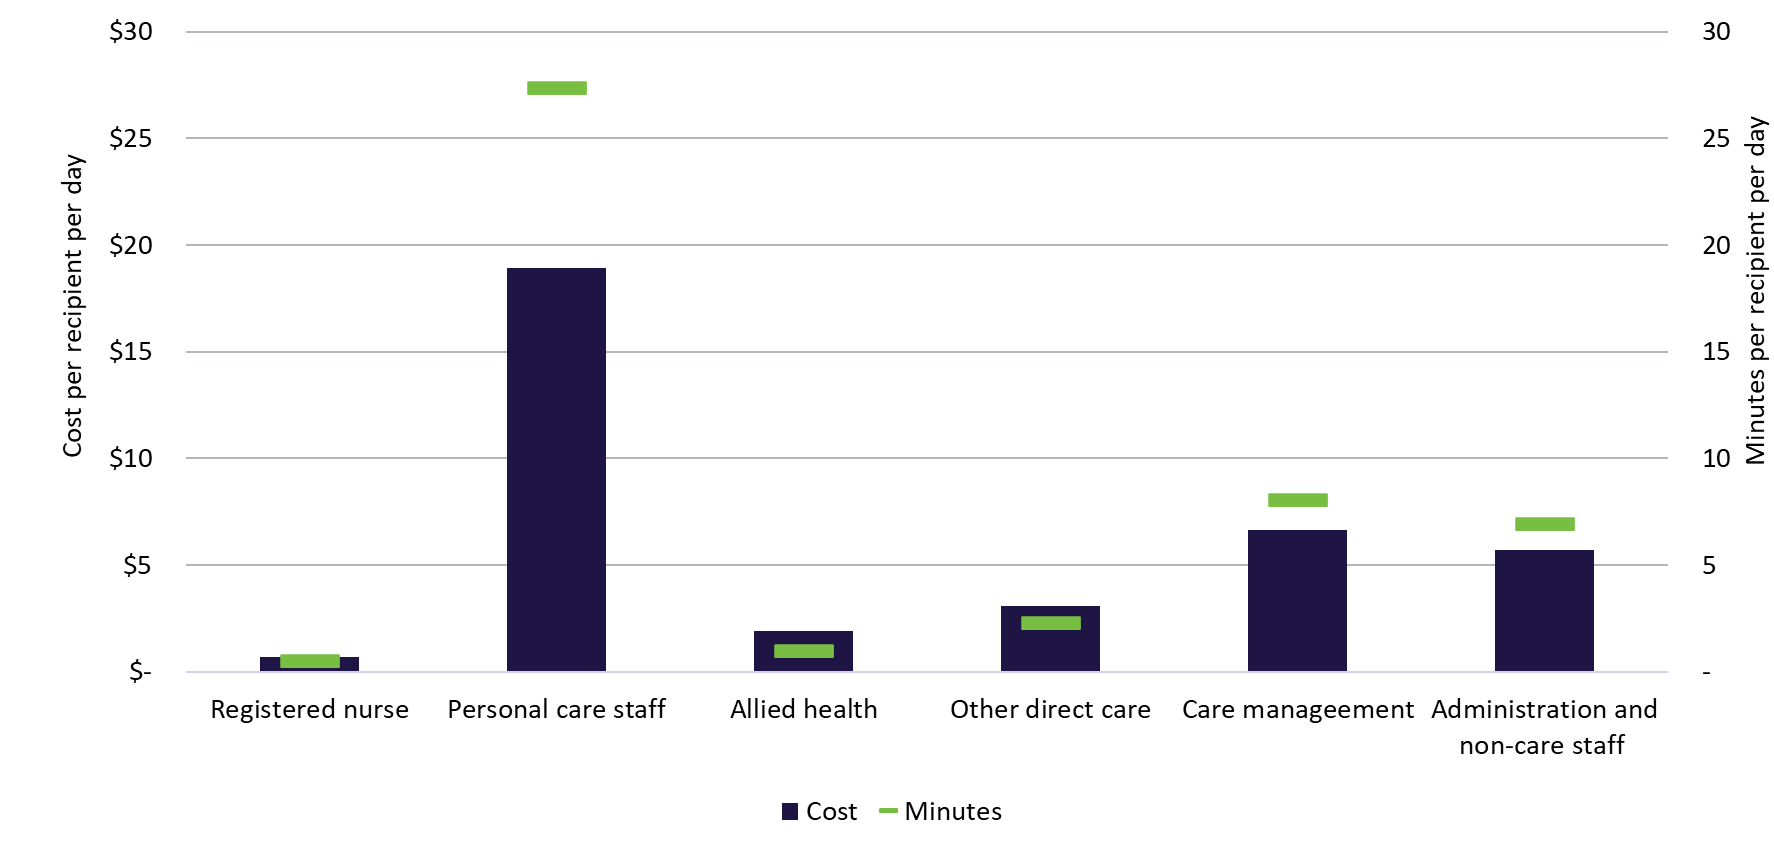 $30
$25
$20
$15
$10
$5
$-
Cost per recipient per day
30
25
20
15
10
5
-
Minutes per recipient per day
Registered nurse
Personal care staff
Allied health
Other direct care
Care manageement
Administration and
non-care staff
Cost
Minutes